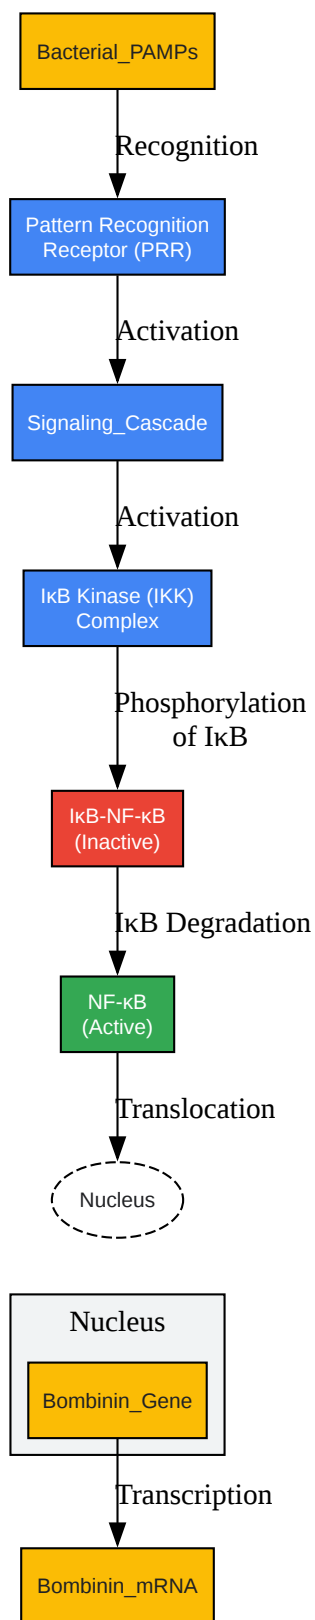 Bacterial_PAMPs
Recognition
Pattern Recognition
Receptor (PRR)
Activation
Signaling_Cascade
Activation
IκB Kinase (IKK)
Complex
Phosphorylation
of IκB
IκB-NF-κB
(Inactive)
IκB Degradation
NF-κB
(Active)
Translocation
Nucleus
Nucleus
Bombinin_Gene
Transcription
Bombinin_mRNA